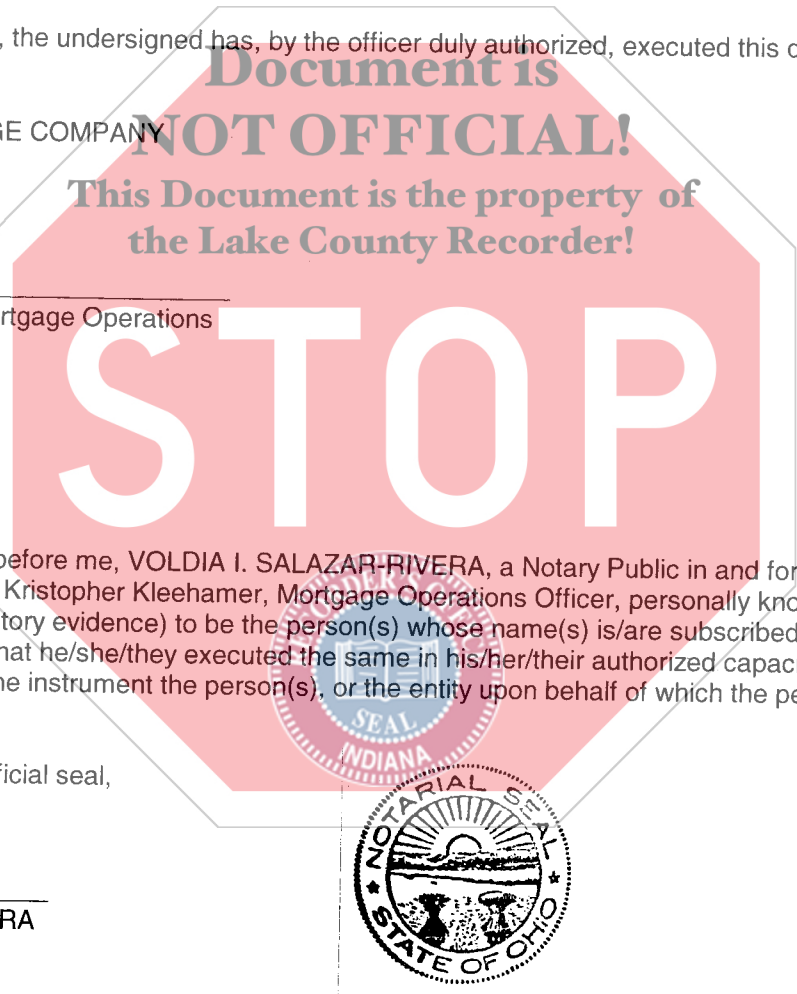 , the undersigned has, by the officer duly authorized, executed this
Document is
GE COMPANY
NOT OFFICIAL!
This Document is the property of
the Lake County Recorder!
rtgage Operations
STOP
before me, VOLDIA I. SALAZAR-RIVERA, a Notary Public in and for
Kristopher Kleehamer, Mortgage Operations Officer, personally kno
tory evidence) to be the person(s) whose name(s) is/are subscribed
hat he/she/they executed the same in his/her/their authorized capac
he instrument the person(s), or the entity upon behalf of which the pe
RECORDER'S OFFICE
SEAL
INDIANA
ficial seal,
NOTARIAL SEAL
STATE OF OHIO
RA